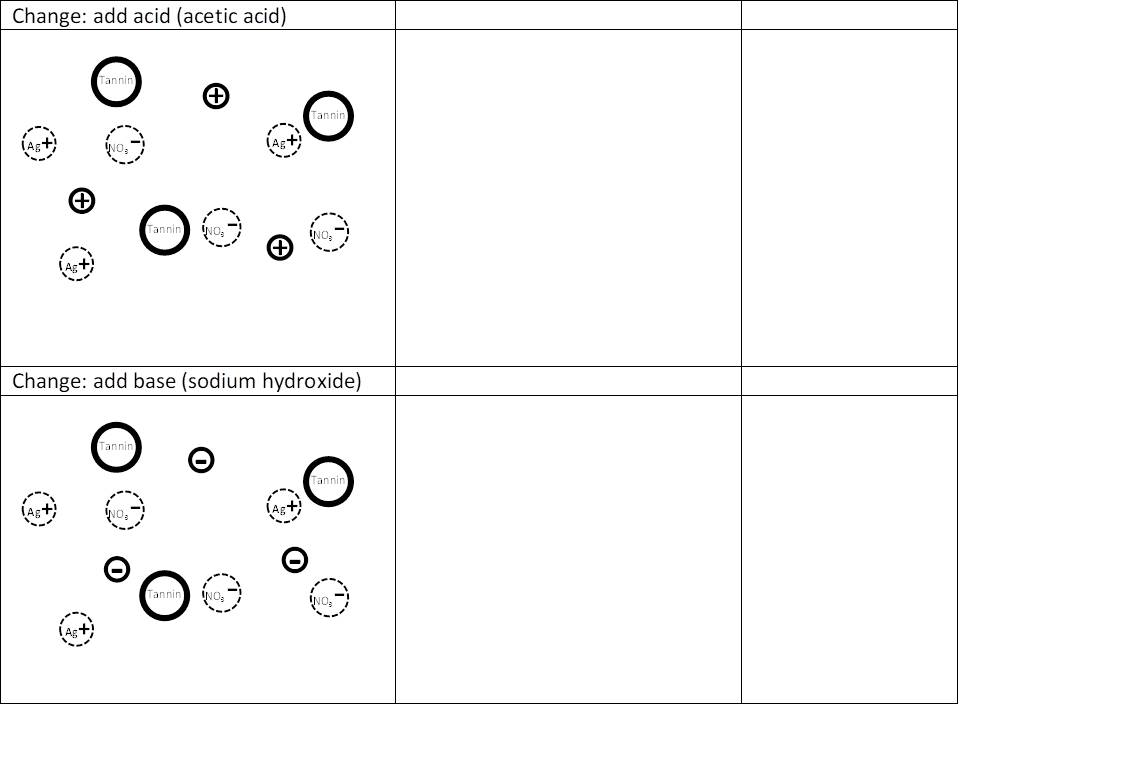 Change: add acid (acetic acid)
Tannin
+
Tannin
Ag+
NO₃⁻
Ag+
+
Tannin
NO₃⁻
NO₃⁻
+
Ag+
Change: add base (sodium hydroxide)
Tannin
-
Tannin
Ag+
NO₃⁻
Ag+
-
-
Tannin
NO₃⁻
NO₃⁻
Ag+